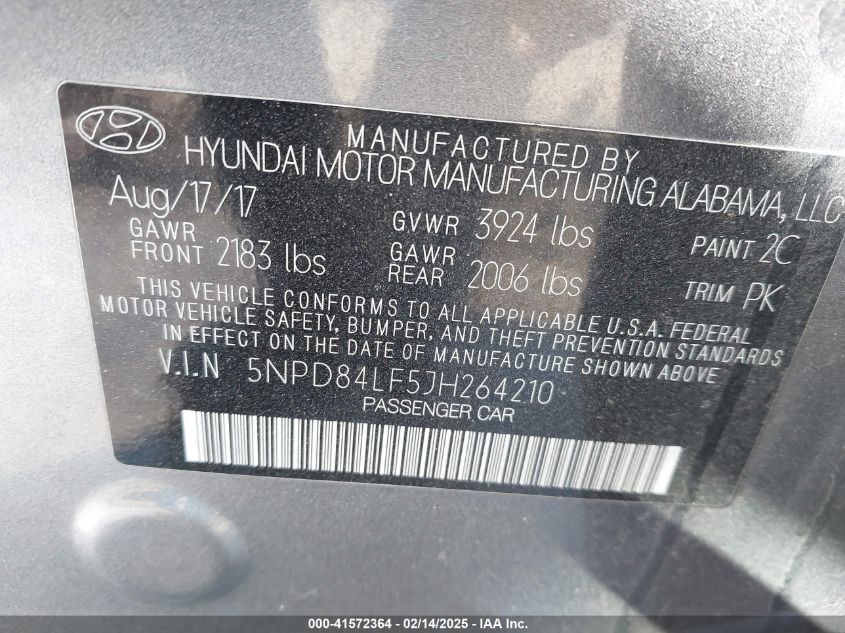 MANUFACTURED BY
HYUNDAI MOTOR MANUFACTURING ALABAMA, LLC
Aug/17/17 GVWR 3924 lbs PAINT 2C
GAWR FRONT 2183 lbs GAWR REAR 2006 lbs TRIM PK
THIS VEHICLE CONFORMS TO ALL APPLICABLE U.S.A. FEDERAL
MOTOR VEHICLE SAFETY, BUMPER, AND THEFT PREVENTION STANDARDS
IN EFFECT ON THE DATE OF MANUFACTURE SHOWN ABOVE
V.I.N 5NPD84LF5JH264210
PASSENGER CAR
000-41572364 - 02/14/2025 - © IAA Inc.